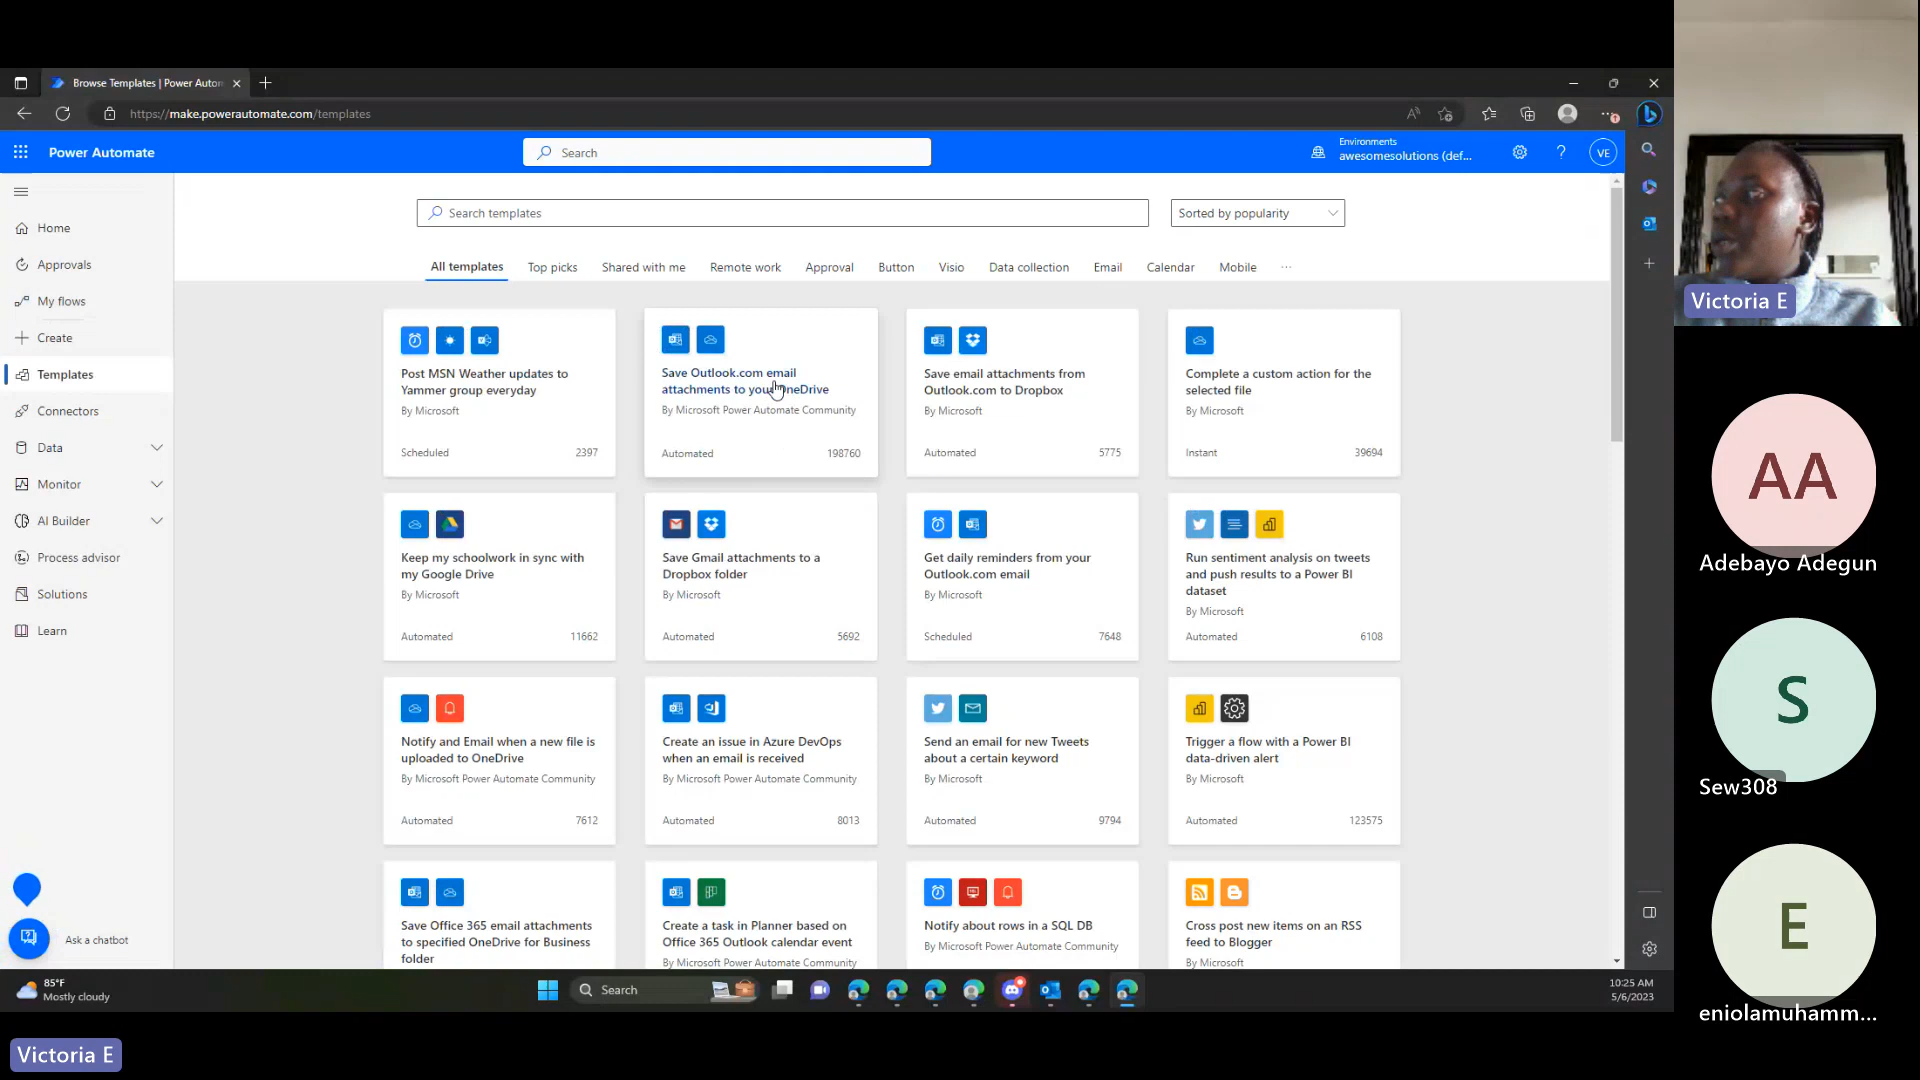 Browse Templates | Power Autom
https://make.powerautomate.com/templates
Power Automate
Search
Environments
awesomesolutions (def...
VE
Home
Approvals
My flows
Create
Templates
Connectors
Data
Monitor
AI Builder
Process advisor
Solutions
Learn
Ask a chatbot
Search templates
Sorted by popularity
All templates
Top picks
Shared with me
Remote work
Approval
Button
Visio
Data collection
Email
Calendar
Mobile
...
Post MSN Weather updates to
Yammer group everyday
By Microsoft
Scheduled
2397
Save Outlook.com email
attachments to your OneDrive
By Microsoft Power Automate Community
Automated
198760
Save email attachments from
Outlook.com to Dropbox
By Microsoft
Automated
5775
Complete a custom action for the
selected file
By Microsoft
Instant
39694
Keep my schoolwork in sync with
my Google Drive
By Microsoft
Automated
11662
Save Gmail attachments to a
Dropbox folder
By Microsoft
Automated
5692
Get daily reminders from your
Outlook.com email
By Microsoft
Scheduled
7648
Run sentiment analysis on tweets
and push results to a Power BI
dataset
By Microsoft
Automated
6108
Notify and Email when a new file is
uploaded to OneDrive
By Microsoft Power Automate Community
Automated
7612
Create an issue in Azure DevOps
when an email is received
By Microsoft Power Automate Community
Automated
8013
Send an email for new Tweets
about a certain keyword
By Microsoft
Automated
9794
Trigger a flow with a Power BI
data-driven alert
By Microsoft
Automated
123575
Save Office 365 email attachments
to specified OneDrive for Business
folder
Create a task in Planner based on
Office 365 Outlook calendar event
By Microsoft Power Automate Community
Notify about rows in a SQL DB
By Microsoft Power Automate Community
Cross post new items on an RSS
feed to Blogger
By Microsoft
85°F
Mostly cloudy
Search
10:25 AM
5/6/2023
Victoria E
Victoria E
AA
Adebayo Adegun
S
Sew308
E
eniolamuhamm...